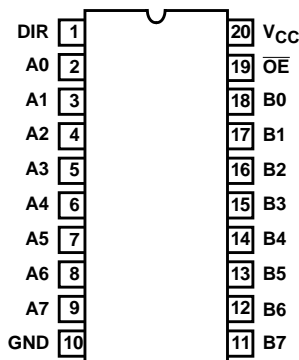 DIR 1 20 VCC
A0 2 19 OE
A1 3 18 B0
A2 4 17 B1
A3 5 16 B2
A4 6 15 B3
A5 7 14 B4
A6 8 13 B5
A7 9 12 B6
GND 10 11 B7